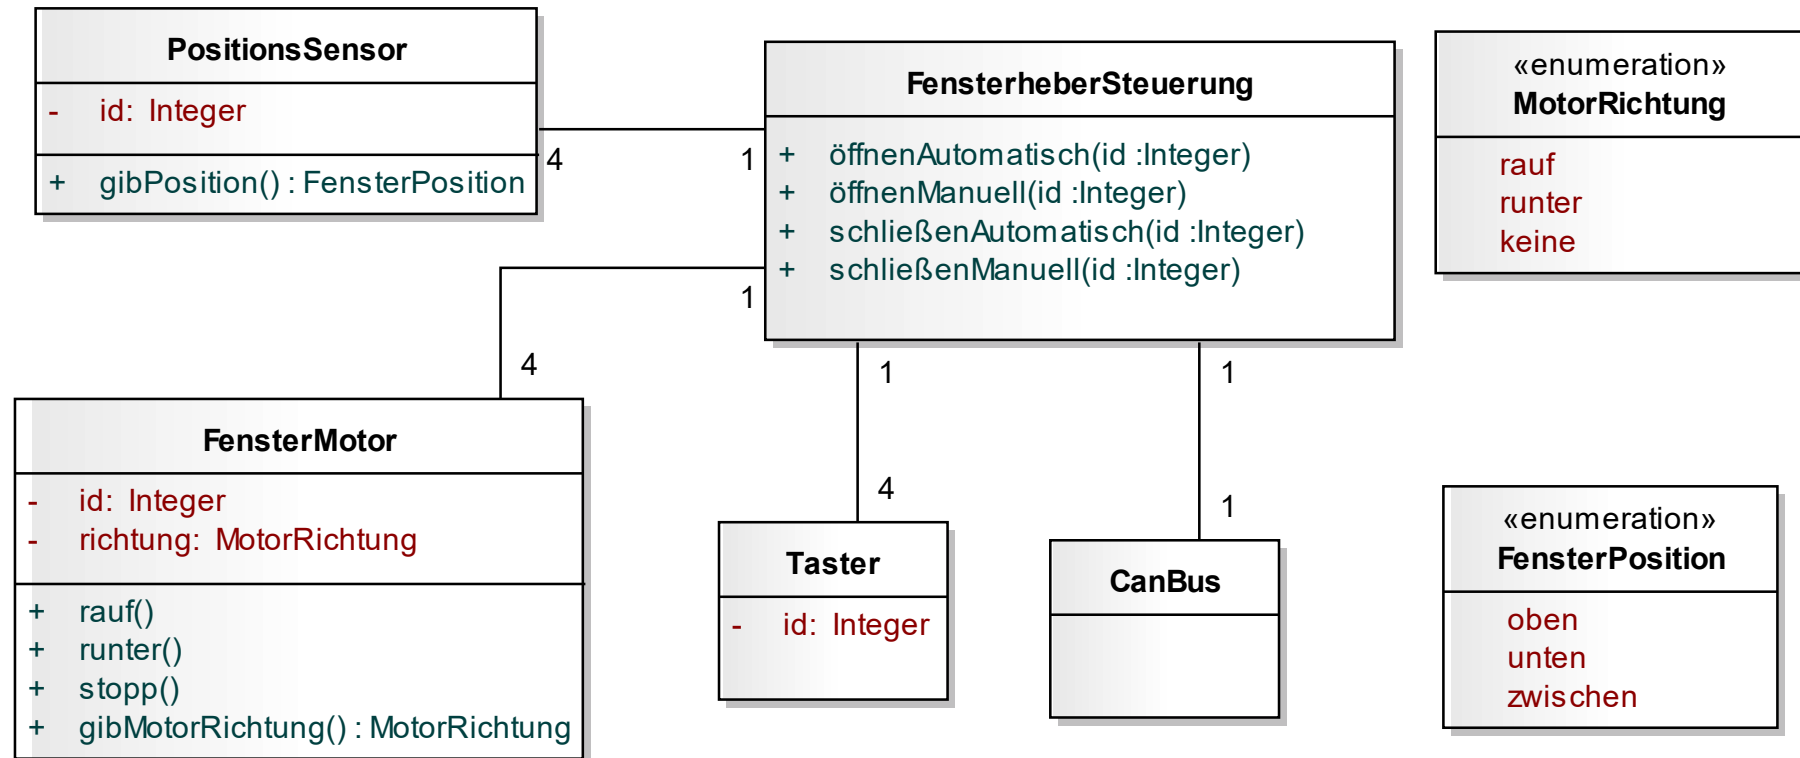 PositionsSensor
- id: Integer
+ gibPosition() : FensterPosition
4
1
FensterheberSteuerung
+ öffnenAutomatisch(id :Integer)
+ öffnenManuell(id :Integer)
+ schließenAutomatisch(id :Integer)
+ schließenManuell(id :Integer)
«enumeration»
MotorRichtung
rauf
runter
keine
1
4
1
4
1
1
FensterMotor
- id: Integer
- richtung: MotorRichtung
+ rauf()
+ runter()
+ stopp()
+ gibMotorRichtung() : MotorRichtung
Taster
- id: Integer
CanBus
«enumeration»
FensterPosition
oben
unten
zwischen